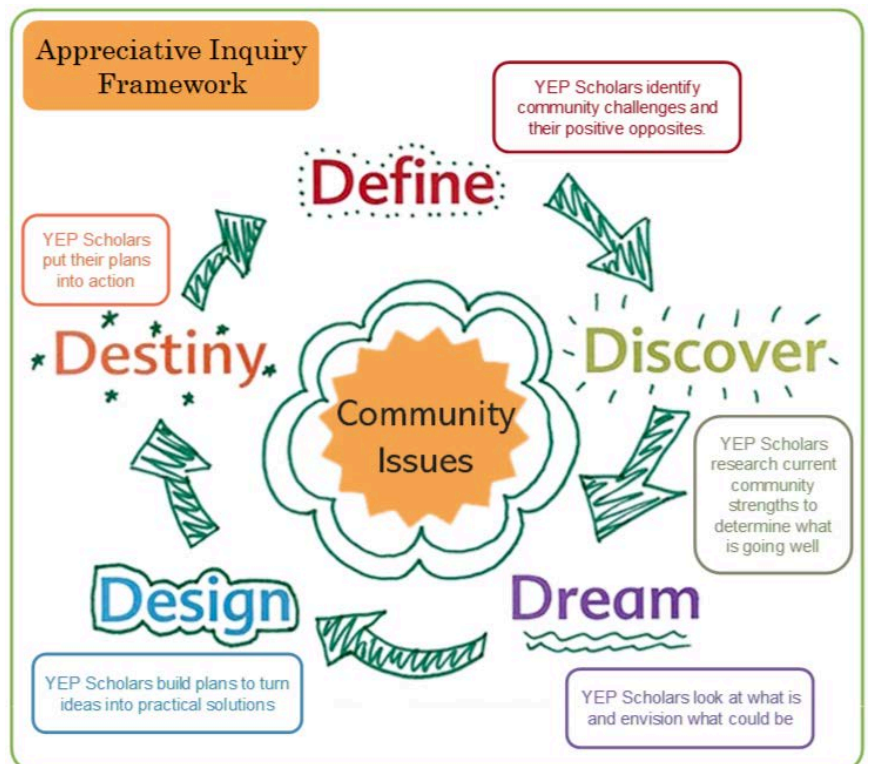 Appreciative Inquiry
Framework
YEP Scholars identify
community challenges and
their positive opposites.
Define
Discover
YEP Scholars
research current
community
strengths to
determine what
is going well
Dream
YEP Scholars look at what is
and envision what could be
Design
YEP Scholars build plans to turn
ideas into practical solutions
Destiny
YEP Scholars
put their plans
into action
Community
Issues